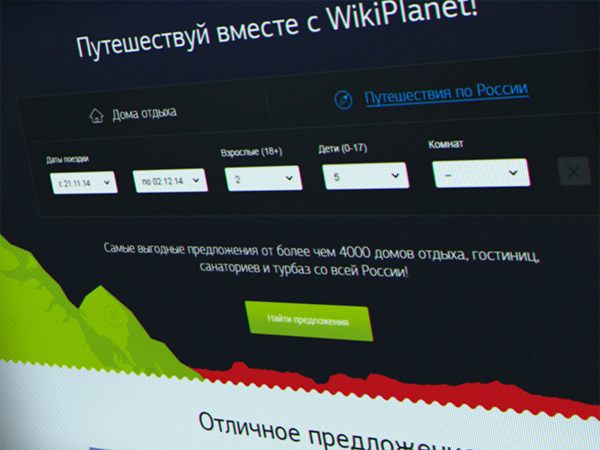 Путешествуй вместе с WikiPlanet!
Дома отдыха
Путешествия по России
Даты поездки
Взрослые (18+)
Дети (0-17)
Комнат
с 21.11.14
по 02.12.14
2
5
--
Самые выгодные предложения от более чем 4000 домов отдыха, гостиниц,
санаториев и турбаз со всей России!
Найти предложения
Отличное предложение